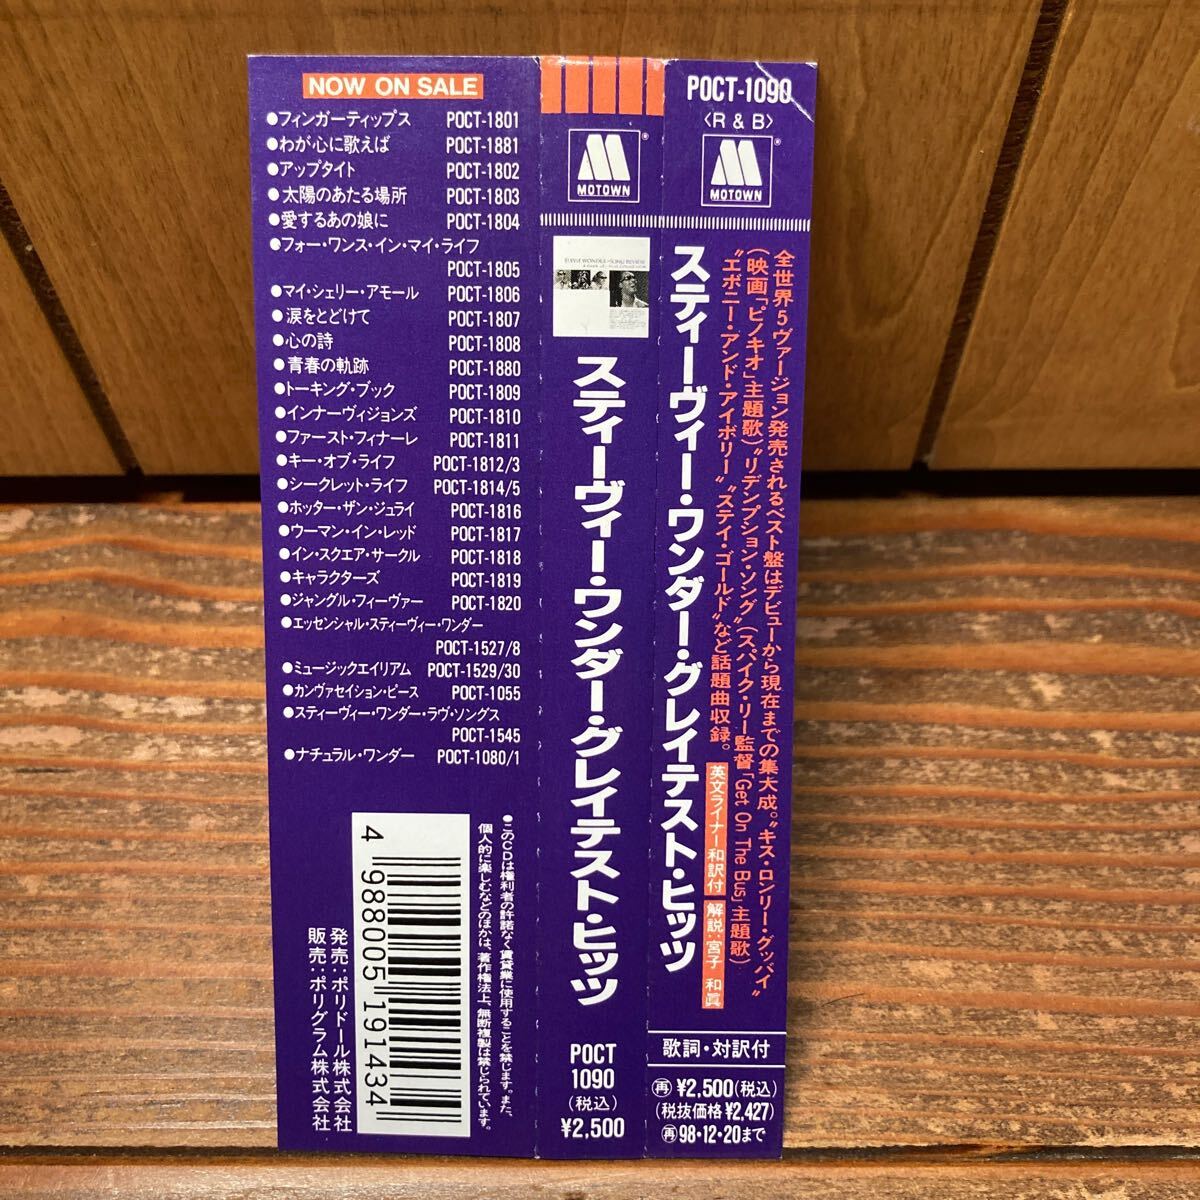 NOW ON SALE
●フィンガーティップス POCT-1801
●わが心に歌えば POCT-1881
●アップタイト POCT-1802
●太陽のあたる場所 POCT-1803
●愛するあの娘に POCT-1804
●フォー・ワンス・イン・マイ・ライフ
POCT-1805
●マイ・シェリー・アモール POCT-1806
●涙をとどけて POCT-1807
●心の詩 POCT-1808
●青春の軌跡 POCT-1880
●トーキング・ブック POCT-1809
●インナーヴィジョンズ POCT-1810
●ファースト・フィナーレ POCT-1811
●キー・オブ・ライフ POCT-1812/3
●シークレット・ライフ POCT-1814/5
●ホッター・ザン・ジュライ POCT-1816
●ウーマン・イン・レッド POCT-1817
●イン・スクエア・サークル POCT-1818
●キャラクターズ POCT-1819
●ジャングル・フィーヴァー POCT-1820
●エッセンシャル・スティーヴィー・ワンダー
POCT-1527/8
●ミュージックエイリアム POCT-1529/30
●カンヴァセイション・ピース POCT-1055
●スティーヴィー・ワンダー・ラヴ・ソングス
POCT-1545
●ナチュラル・ワンダー POCT-1080/1
●このCDは権利者の許諾なく賃貸業に使用することを禁じます。また、
個人的に楽しむなどのほかは、著作権法上、無断複製は禁じられています。
4 988005 191434
発売:ポリドール株式会社
販売:ポリグラム株式会社
MOTOWN
スティーヴィー・ワンダー・グレイテスト・ヒッツ
POCT
1090
(税込)
¥2,500
POCT-1090
〈R & B〉
MOTOWN
全世界5ヴァージョン発売されるベスト盤はデビューから現在までの集大成。"キス・ロンリー・グッバイ"
(映画「ピノキオ」主題歌)"リデンプション・ソング"(スパイク・リー監督「Get On The Bus」主題歌)
"エボニー・アンド・アイボリー""ステイ・ゴールド"など話題曲収録。
英文ライナー和訳付 解説:宮子 和眞
スティーヴィー・ワンダー・グレイテスト・ヒッツ
歌詞・対訳付
再 ¥2,500(税込)
(税抜価格¥2,427)
再 98・12・20まで